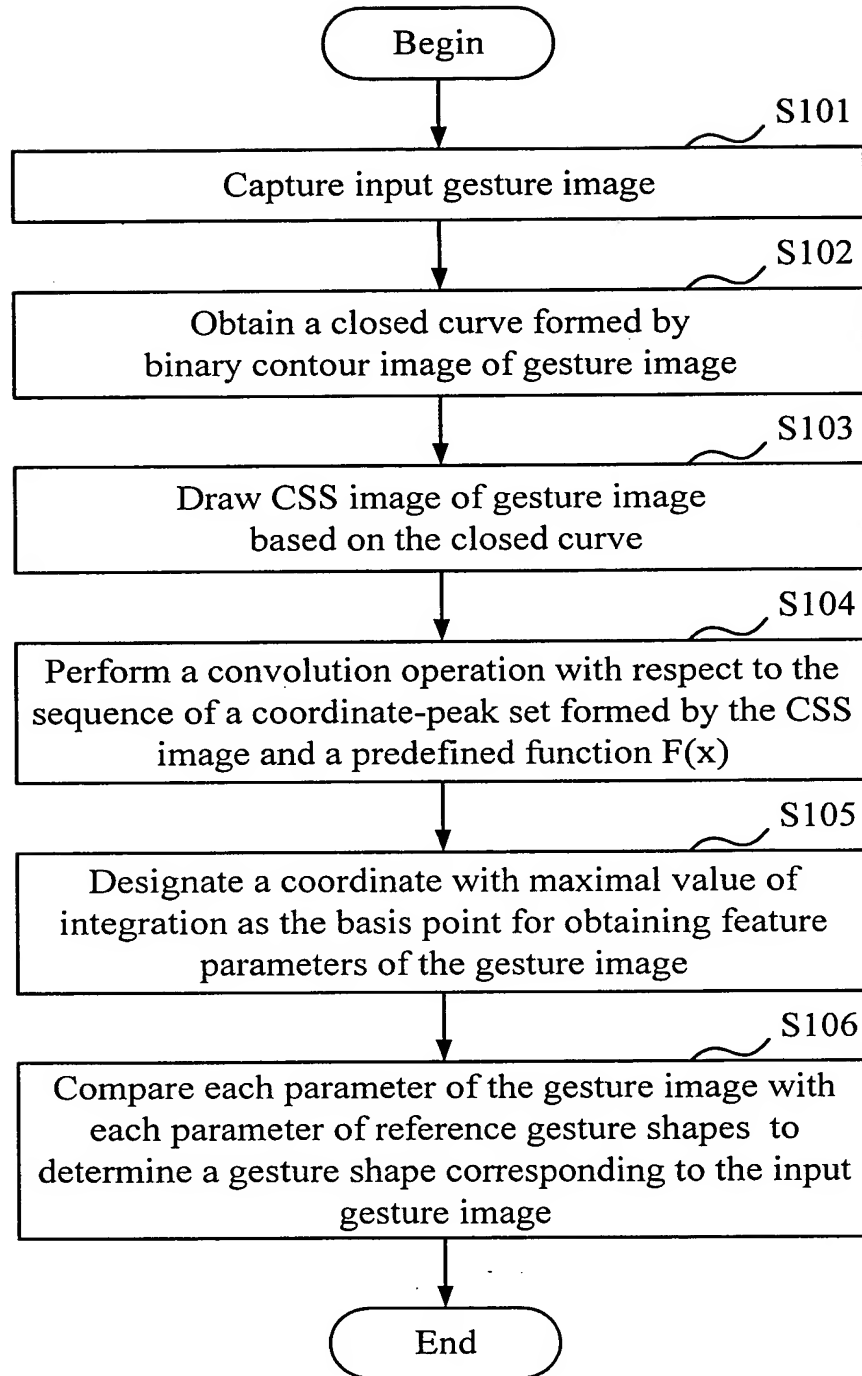 Begin
S101
Capture input gesture image
S102
Obtain a closed curve formed by
binary contour image of gesture image
S103
Draw CSS image of gesture image
based on the closed curve
S104
Perform a convolution operation with respect to the
sequence of a coordinate-peak set formed by the CSS
image and a predefined function F(x)
S105
Designate a coordinate with maximal value of
integration as the basis point for obtaining feature
parameters of the gesture image
S106
Compare each parameter of the gesture image with
each parameter of reference gesture shapes to
determine a gesture shape corresponding to the input
gesture image
End